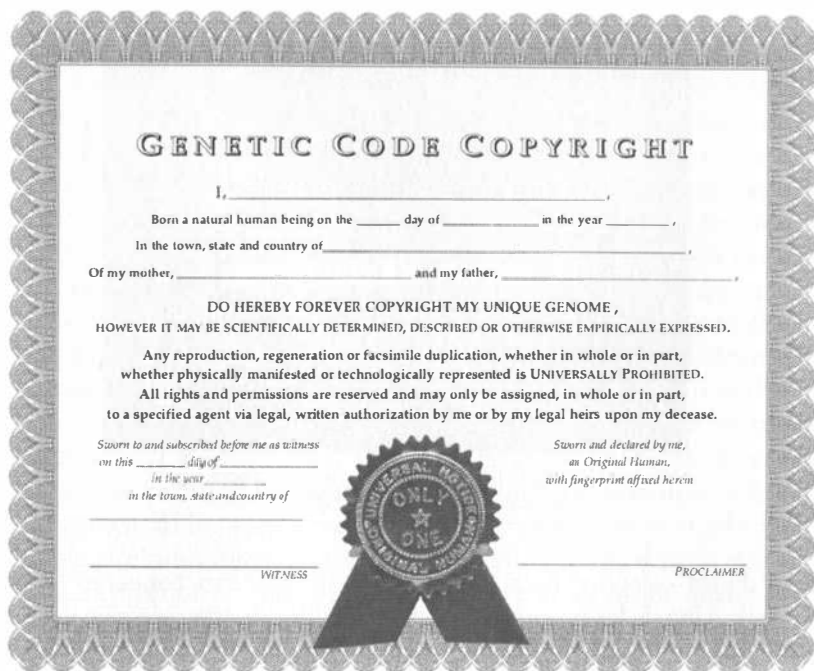 GENETIC CODE COPYRIGHT
I, ,
Born a natural human being on the day of in the year ,
In the town, state and country of ,
Of my mother, and my father, ,
DO HEREBY FOREVER COPYRIGHT MY UNIQUE GENOME ,
HOWEVER IT MAY BE SCIENTIFICALLY DETERMINED, DESCRIBED OR OTHERWISE EMPIRICALLY EXPRESSED.
Any reproduction, regeneration or facsimile duplication, whether in whole or in part,
whether physically manifested or technologically represented is UNIVERSALLY PROHIBITED.
All rights and permissions are reserved and may only be assigned, in whole or in part,
to a specified agent via legal, written authorization by me or by my legal heirs upon my decease.
Sworn to and subscribed before me as witness
on this day of
in the year
in the town, state and country of
WITNESS
UNIVERSAL NOTICE
ONLY
ONE
ORIGINAL HUMAN
Sworn and declared by me,
an Original Human,
with fingerprint affixed herein
PROCLAIMER